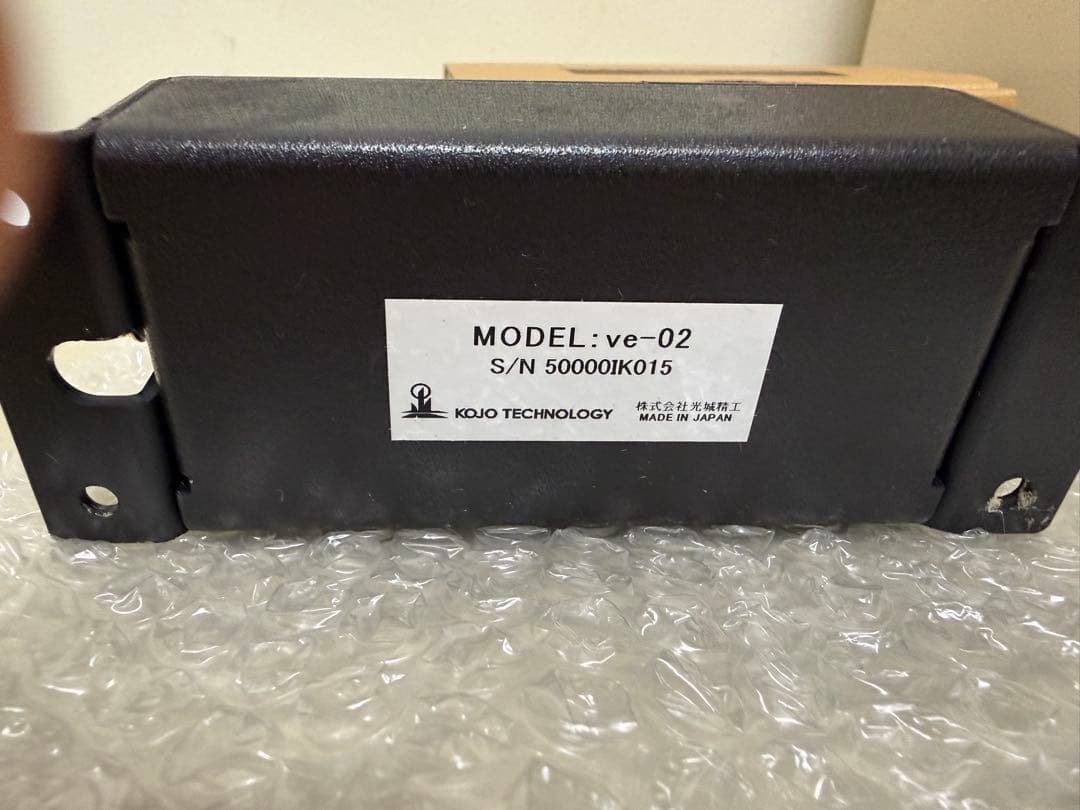 MODEL:ve-02
S/N 50000IK015
KOJO TECHNOLOGY
株式会社光城精工
MADE IN JAPAN